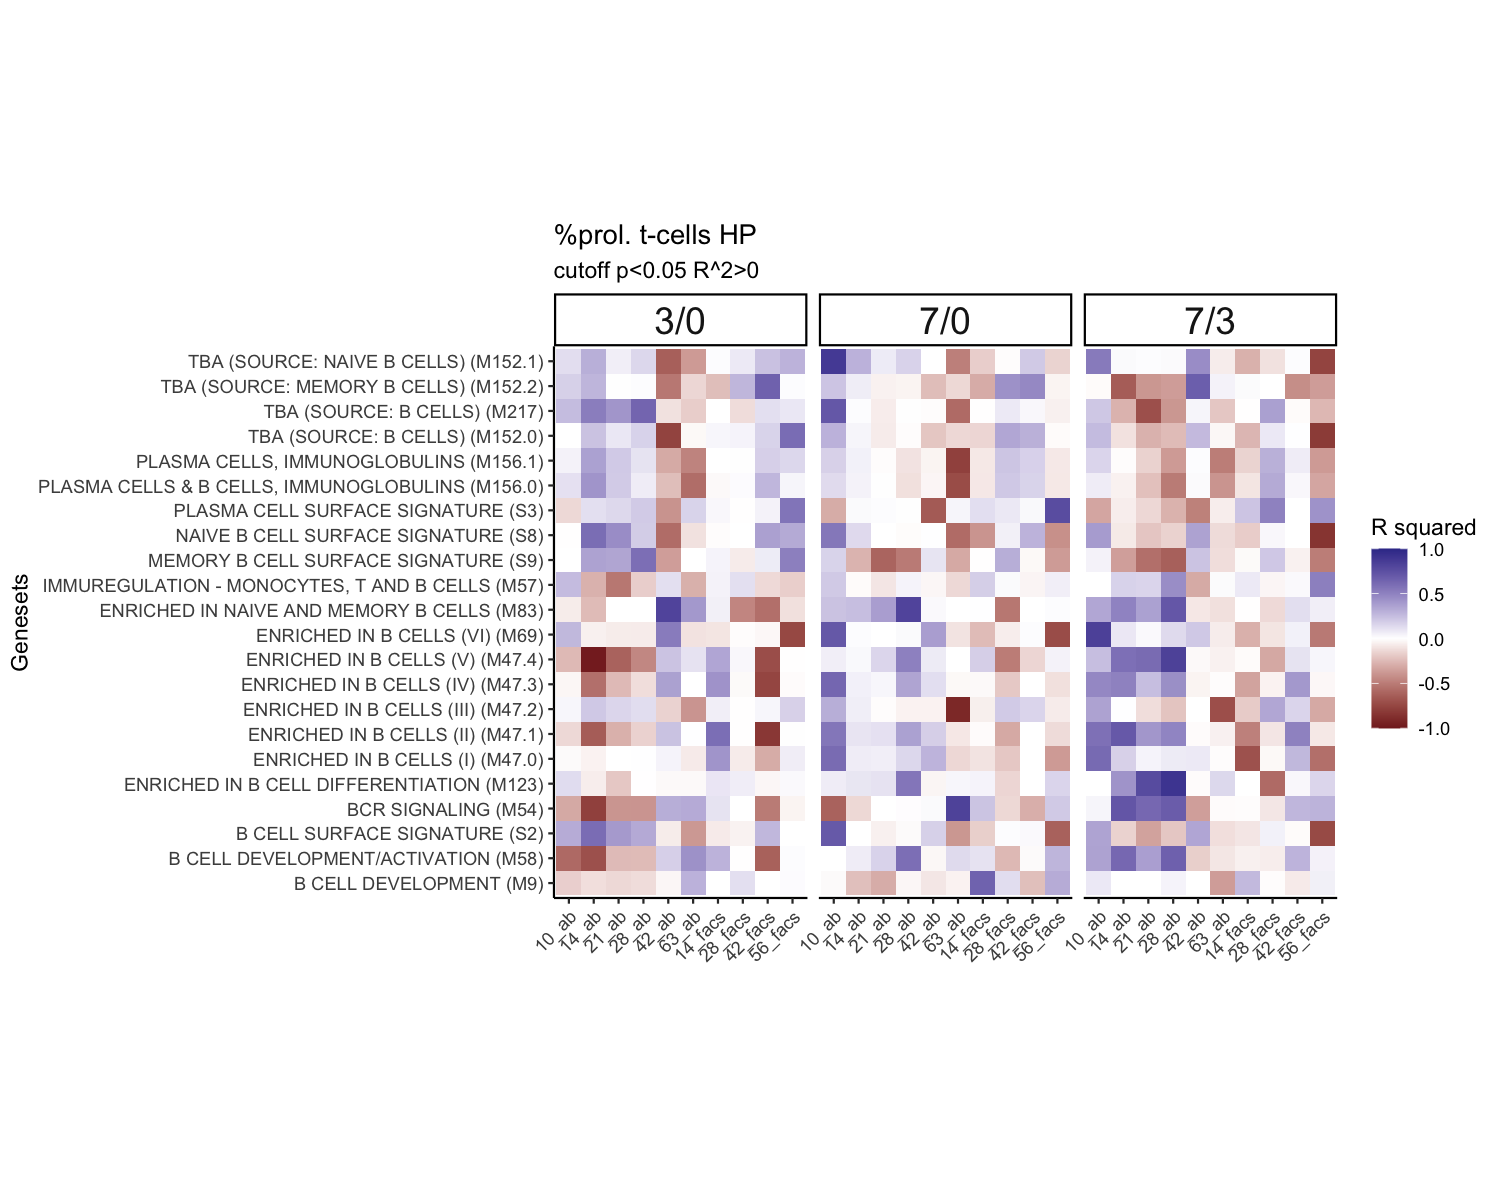 %prol. t-cells HP
cutoff p<0.05 R^2>0
3/0
7/0
7/3
TBA (SOURCE: NAIVE B CELLS) (M152.1)
TBA (SOURCE: MEMORY B CELLS) (M152.2)
TBA (SOURCE: B CELLS) (M217)
TBA (SOURCE: B CELLS) (M152.0)
PLASMA CELLS, IMMUNOGLOBULINS (M156.1)
PLASMA CELLS & B CELLS, IMMUNOGLOBULINS (M156.0)
PLASMA CELL SURFACE SIGNATURE (S3)
NAIVE B CELL SURFACE SIGNATURE (S8)
MEMORY B CELL SURFACE SIGNATURE (S9)
IMMUREGULATION - MONOCYTES, T AND B CELLS (M57)
ENRICHED IN NAIVE AND MEMORY B CELLS (M83)
ENRICHED IN B CELLS (VI) (M69)
ENRICHED IN B CELLS (V) (M47.4)
ENRICHED IN B CELLS (IV) (M47.3)
ENRICHED IN B CELLS (III) (M47.2)
ENRICHED IN B CELLS (II) (M47.1)
ENRICHED IN B CELLS (I) (M47.0)
ENRICHED IN B CELL DIFFERENTIATION (M123)
BCR SIGNALING (M54)
B CELL SURFACE SIGNATURE (S2)
B CELL DEVELOPMENT/ACTIVATION (M58)
B CELL DEVELOPMENT (M9)
Genesets
10_ab
14_ab
21_ab
28_ab
42_ab
63_ab
14_facs
28_facs
42_facs
56_facs
10_ab
14_ab
21_ab
28_ab
42_ab
63_ab
14_facs
28_facs
42_facs
56_facs
10_ab
14_ab
21_ab
28_ab
42_ab
63_ab
14_facs
28_facs
42_facs
56_facs
R squared
1.0
0.5
0.0
-0.5
-1.0